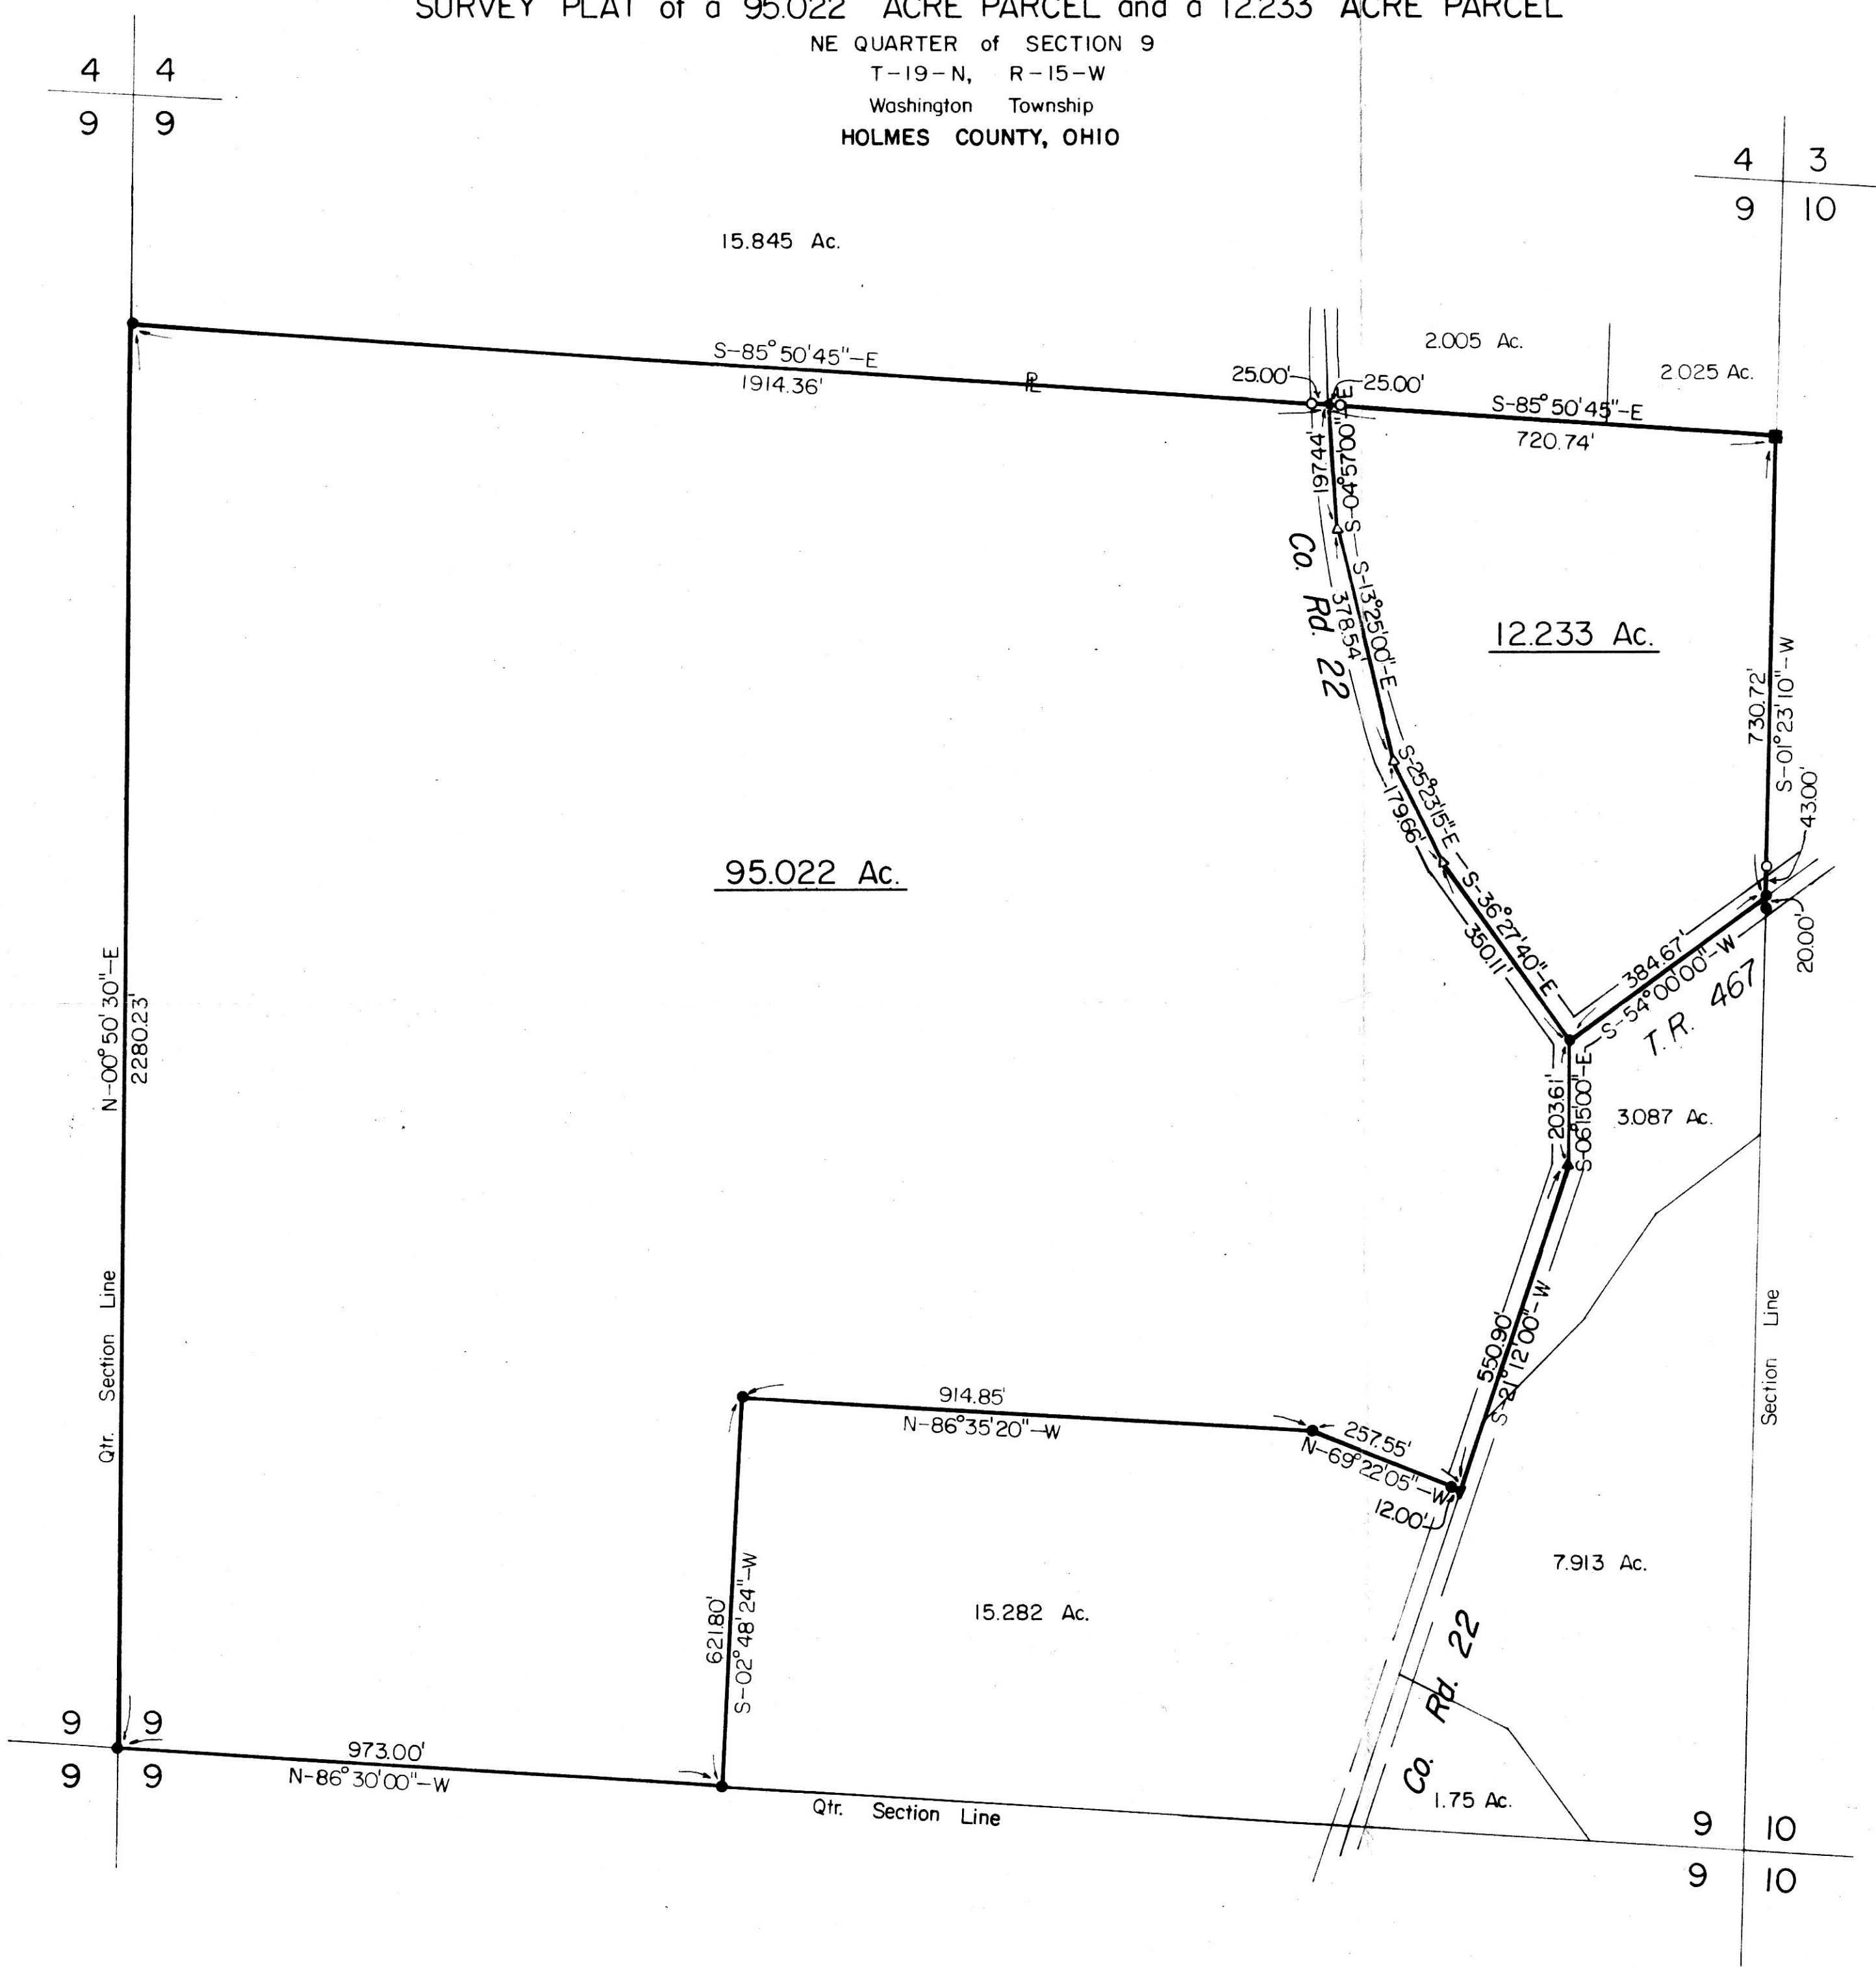 SURVEY PLAT of a 95.022 ACRE PARCEL and a 12.233 ACRE PARCEL
NE QUARTER of SECTION 9
T-19-N, R-15-W
Washington Township
HOLMES COUNTY, OHIO
4 4
9 9
4 3
9 10
15.845 Ac.
2.005 Ac.
2.025 Ac.
S-85°50'45"-E
1914.36'
PL
25.00'
25.00'
S-85°50'45"-E
720.74'
197.44'
S-04°57'00"-E
Co. Rd. 22
378.54'
S-13°25'00"-E
12.233 Ac.
730.72'
S-01°23'10"-W
43.00'
179.66'
S-25°23'15"-E
95.022 Ac.
S-36°27'40"-E
350.11'
384.67'
S-54°00'00"-W
T.R. 467
20.00'
N-00°50'30"-E
2280.23'
203.61'
S-06°15'00"-E
3.087 Ac.
Qtr. Section Line
Section Line
550.90'
S-21°12'00"-W
914.85'
N-86°35'20"-W
257.55'
N-69°22'05"-W
12.00'
7.913 Ac.
621.80'
S-02°48'24"-W
15.282 Ac.
Co. Rd. 22
9 9
9 9
973.00'
N-86°30'00"-W
Qtr. Section Line
1.75 Ac.
9 10
9 10